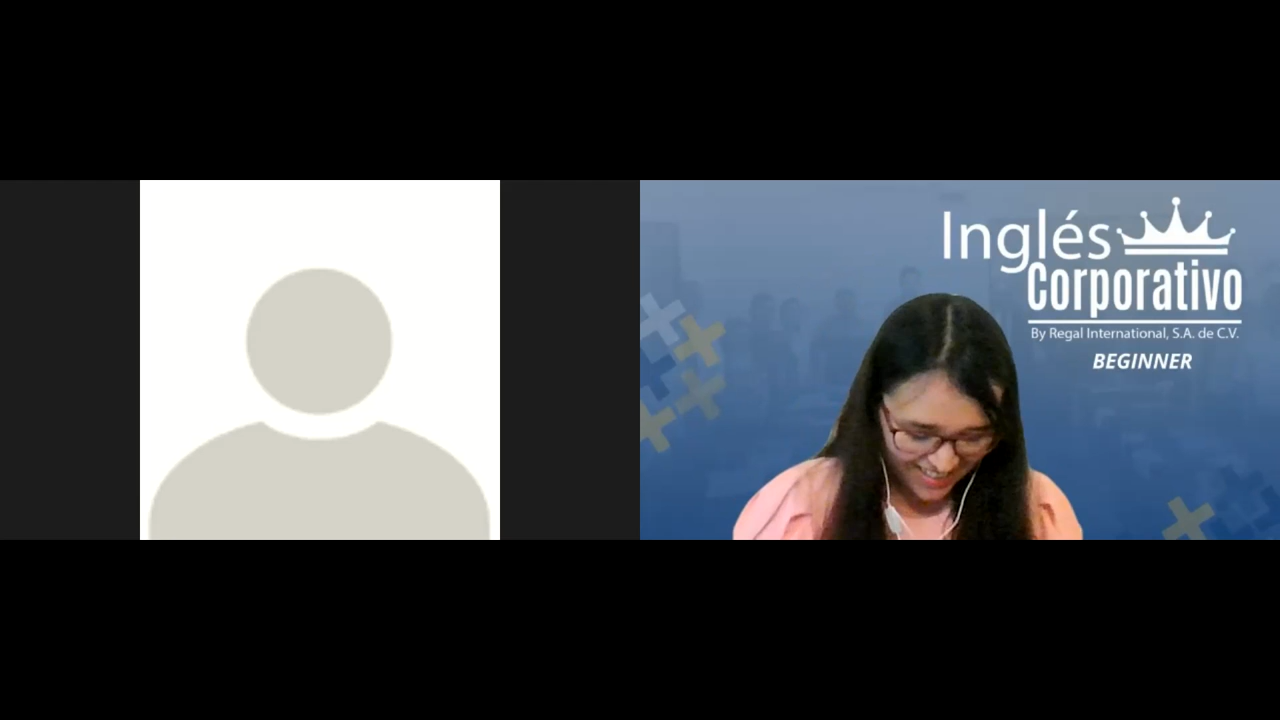 Inglés
Corporativo
By Regal International, S.A. de C.V.
BEGINNER